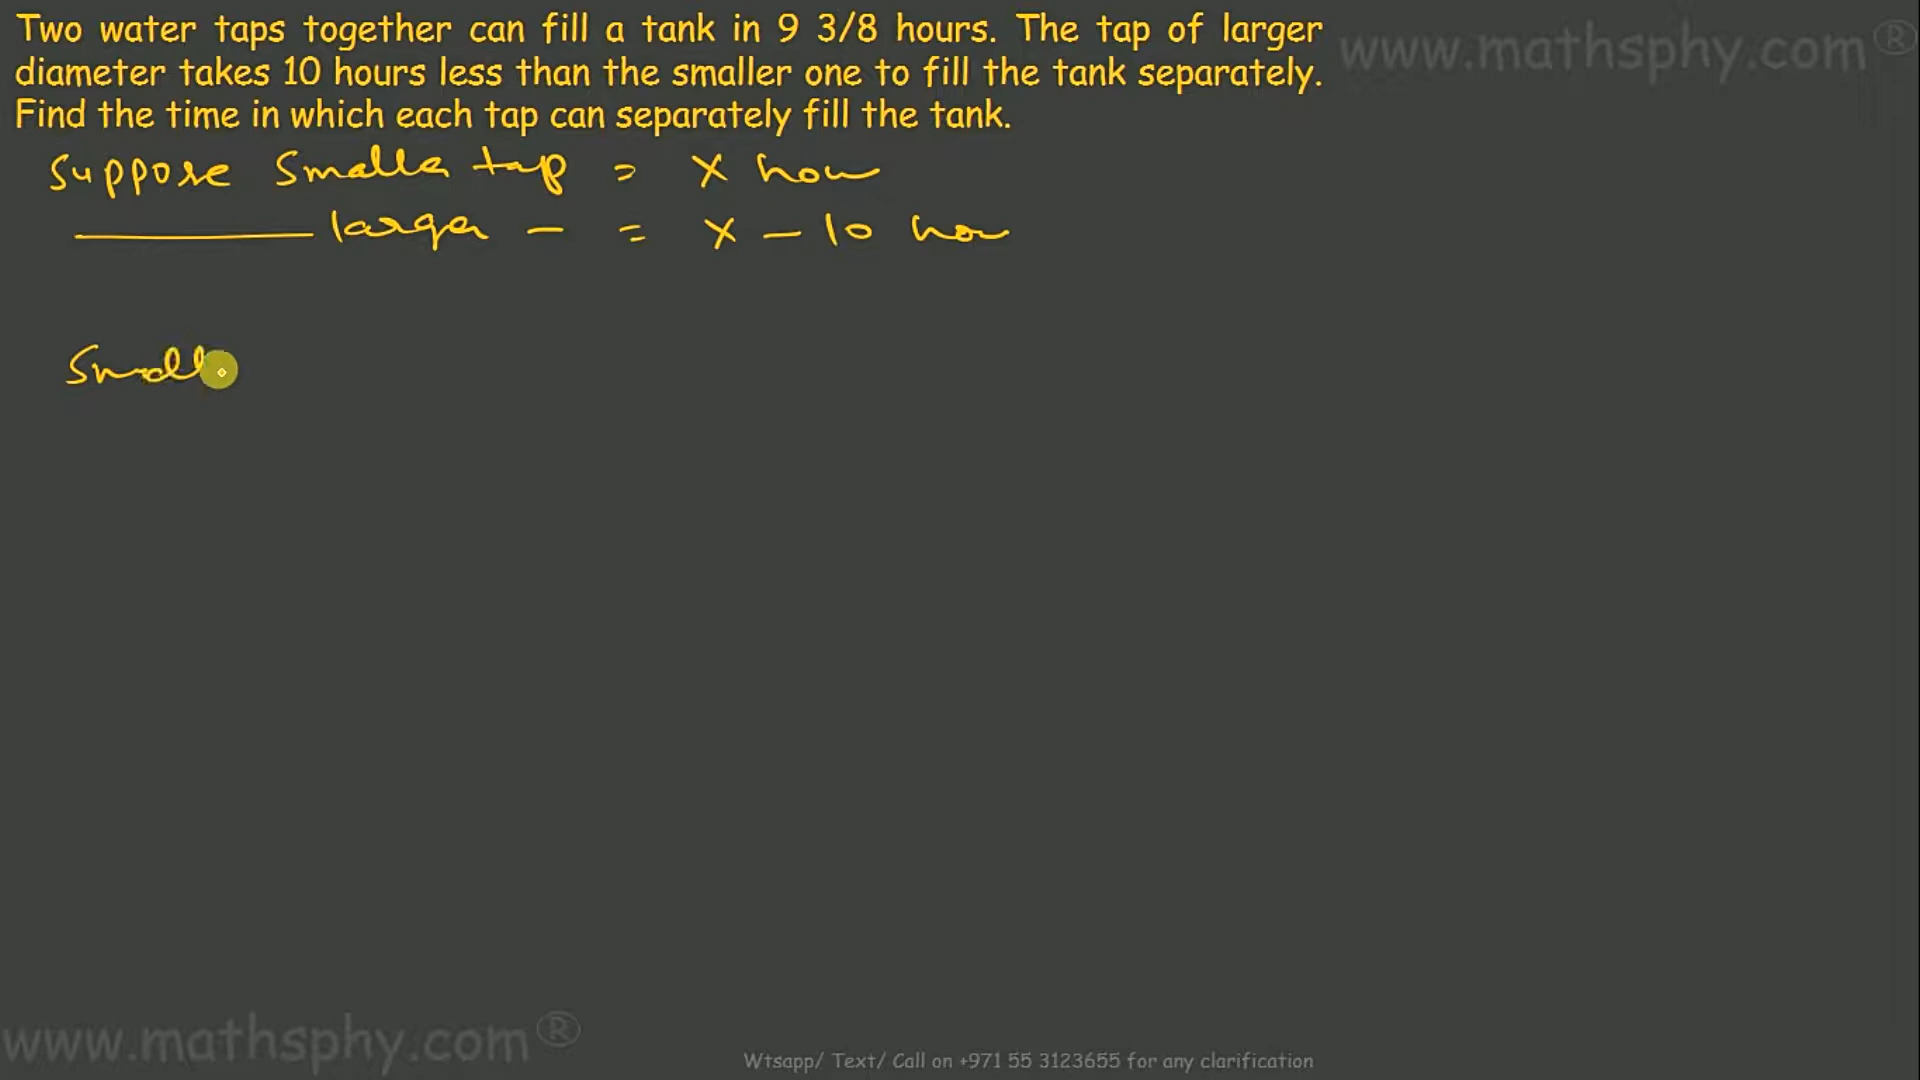 Two water taps together can fill a tank in 9 3/8 hours. The tap of larger
www.mathsphy.com®
diameter takes 10 hours less than the smaller one to fill the tank separately.
Find the time in which each tap can separately fill the tank.
Suppose Smaller tap = x hour
larger - = x - 10 hour
Small
www.mathsphy.com®
Wtsapp/ Text/ Call on +971 55 3123655 for any clarification